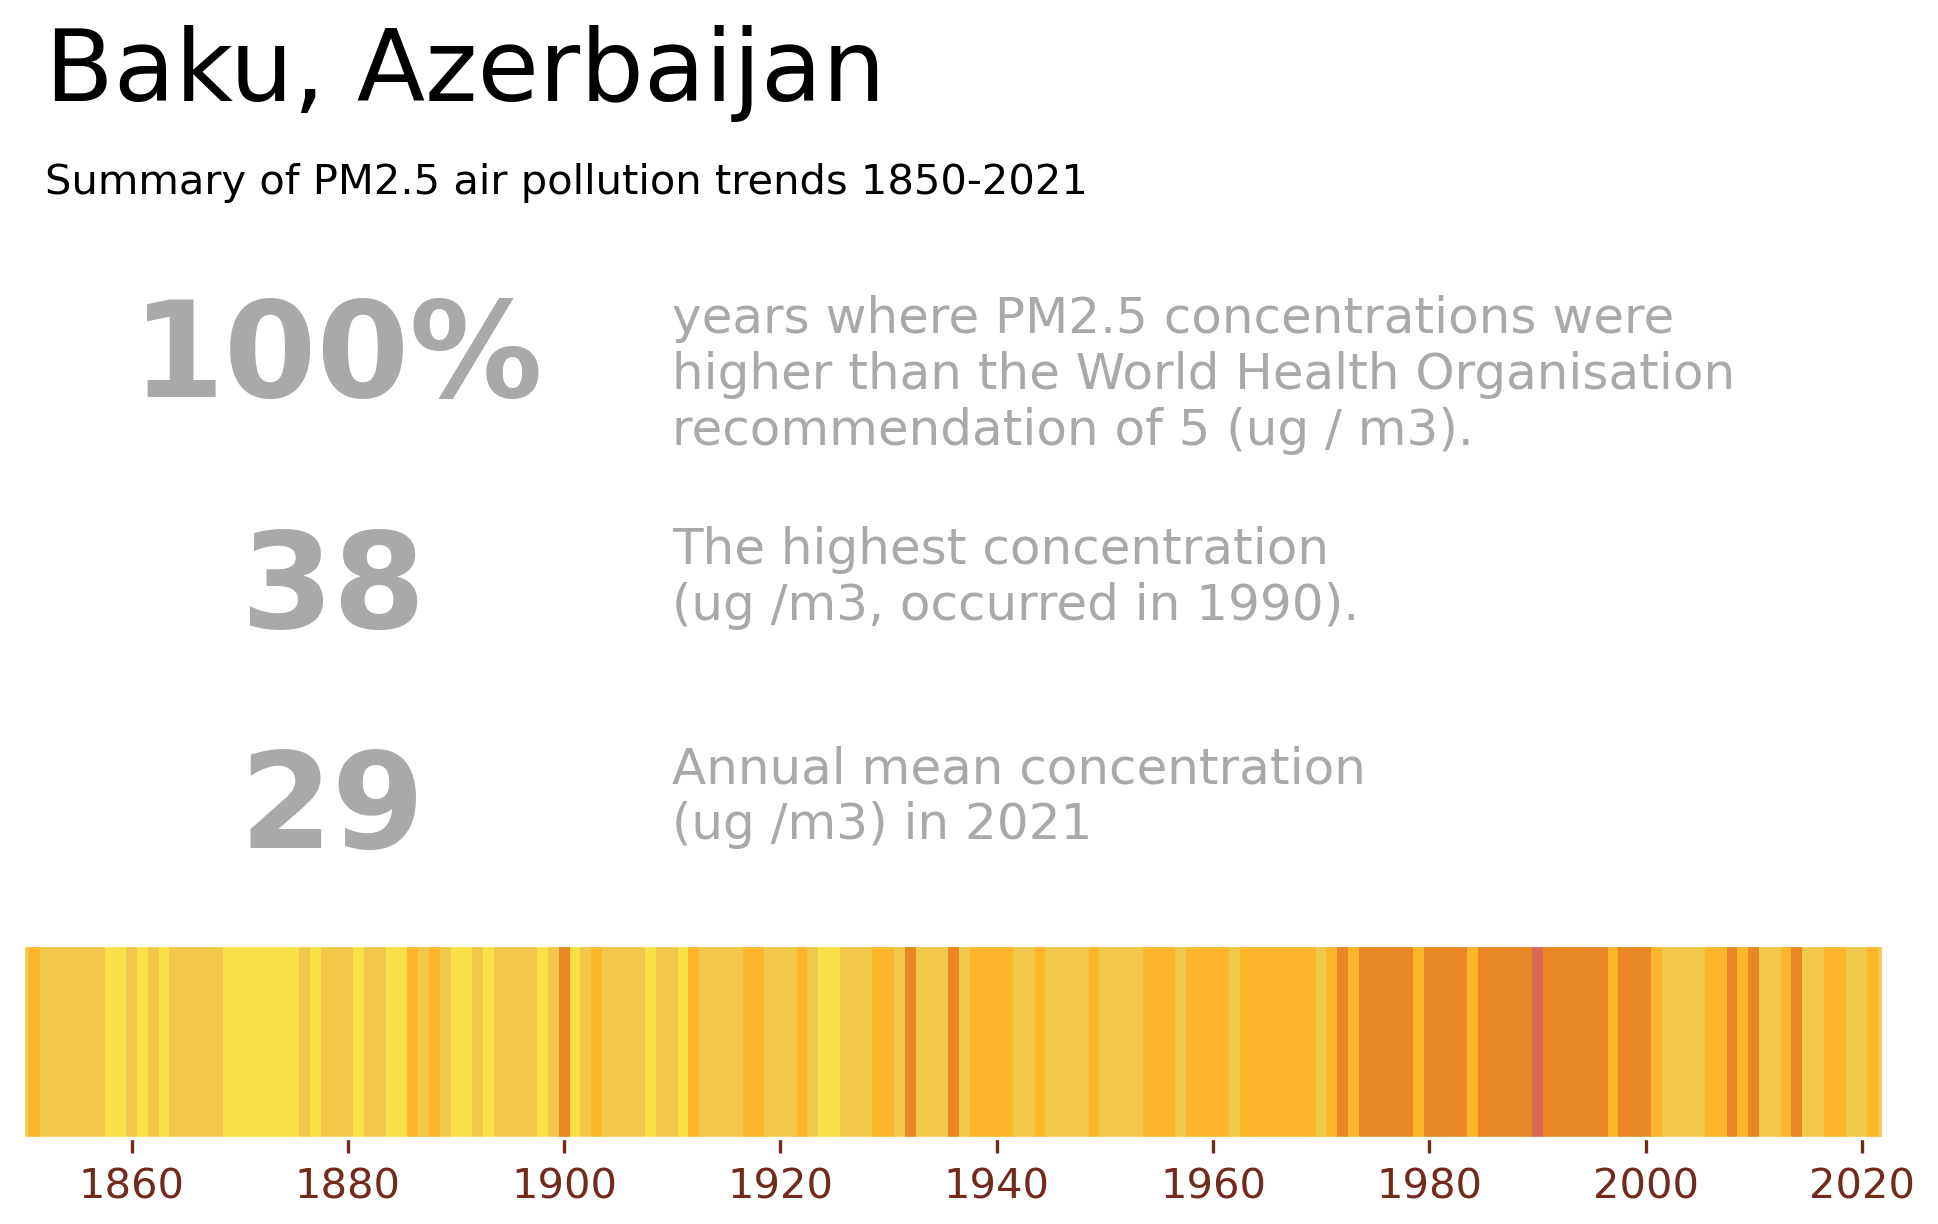 Baku, Azerbaijan
Summary of PM2.5 air pollution trends 1850-2021
100%
years where PM2.5 concentrations were
higher than the World Health Organisation
recommendation of 5 (ug / m3).
38
The highest concentration
(ug /m3, occurred in 1990).
29
Annual mean concentration
(ug /m3) in 2021
1860 1880 1900 1920 1940 1960 1980 2000 2020